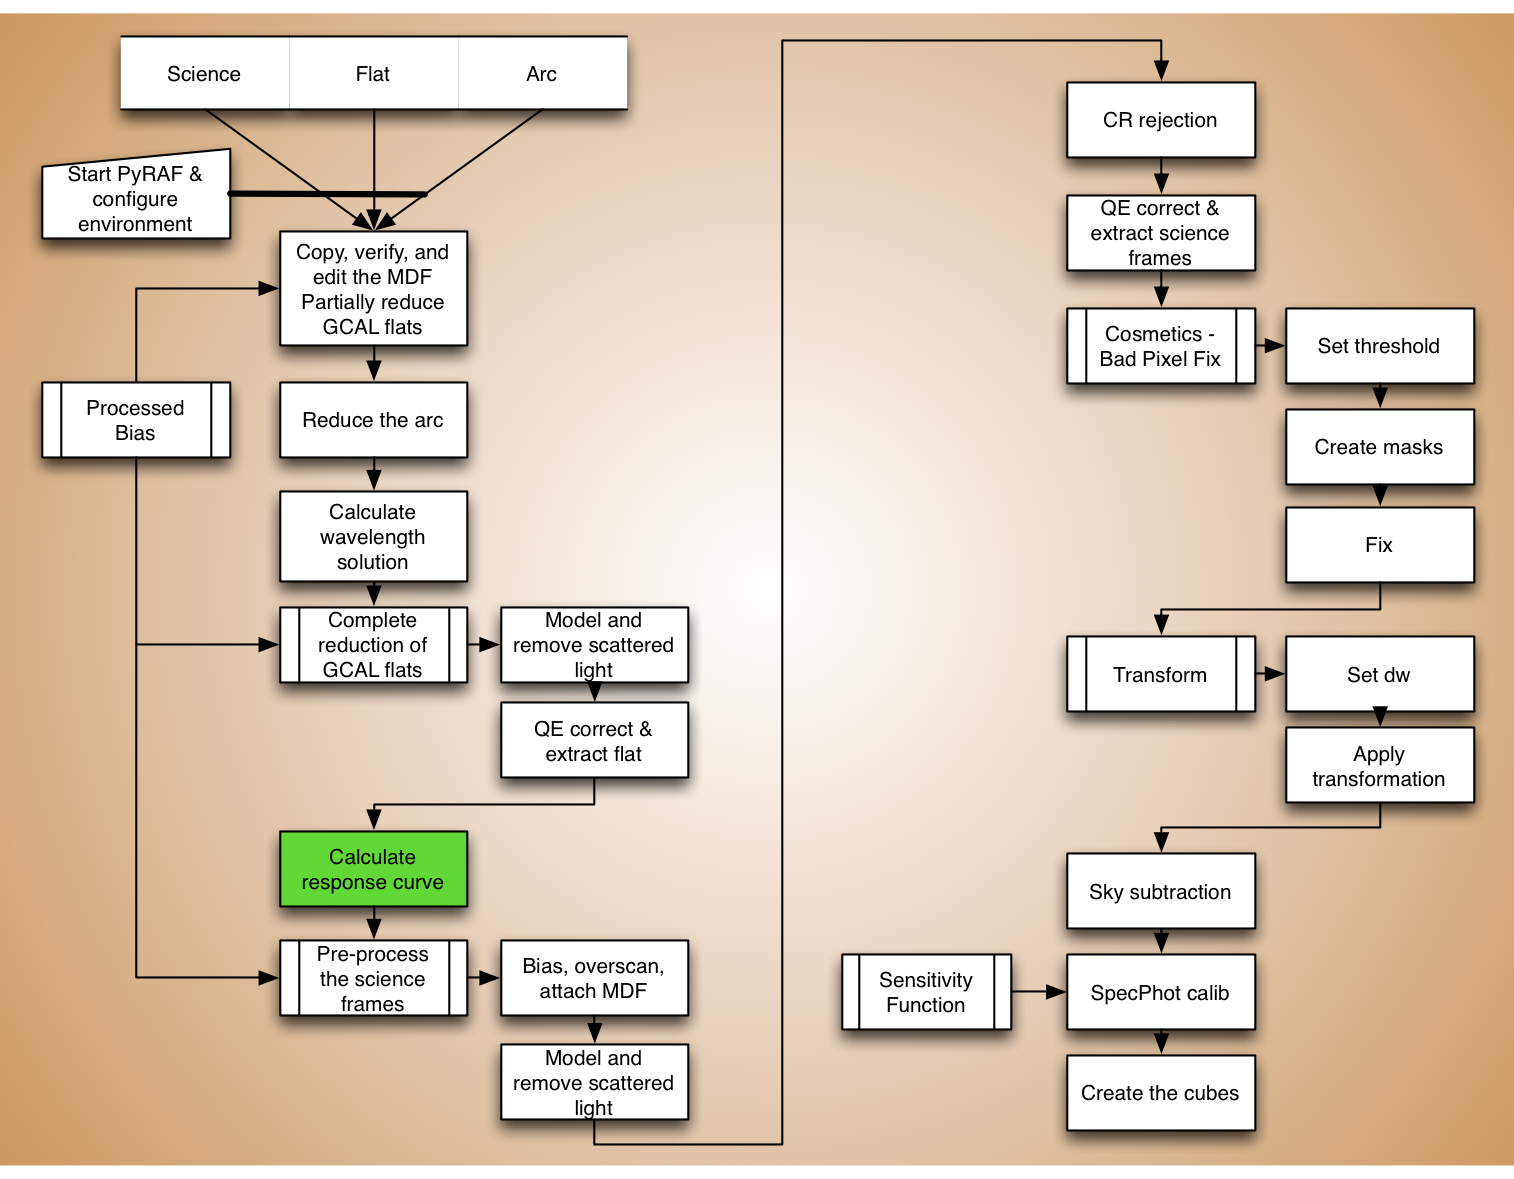 Science
Flat
Arc
Start PyRAF &
configure
environment
Copy, verify, and
edit the MDF
Partially reduce
GCAL flats
Processed
Bias
Reduce the arc
Calculate
wavelength
solution
Complete
reduction of
GCAL flats
Model and
remove scattered
light
QE correct &
extract flat
Calculate
response curve
Pre-process
the science
frames
Bias, overscan,
attach MDF
Model and
remove scattered
light
CR rejection
QE correct &
extract science
frames
Cosmetics -
Bad Pixel Fix
Set threshold
Create masks
Fix
Transform
Set dw
Apply
transformation
Sky subtraction
Sensitivity
Function
SpecPhot calib
Create the cubes